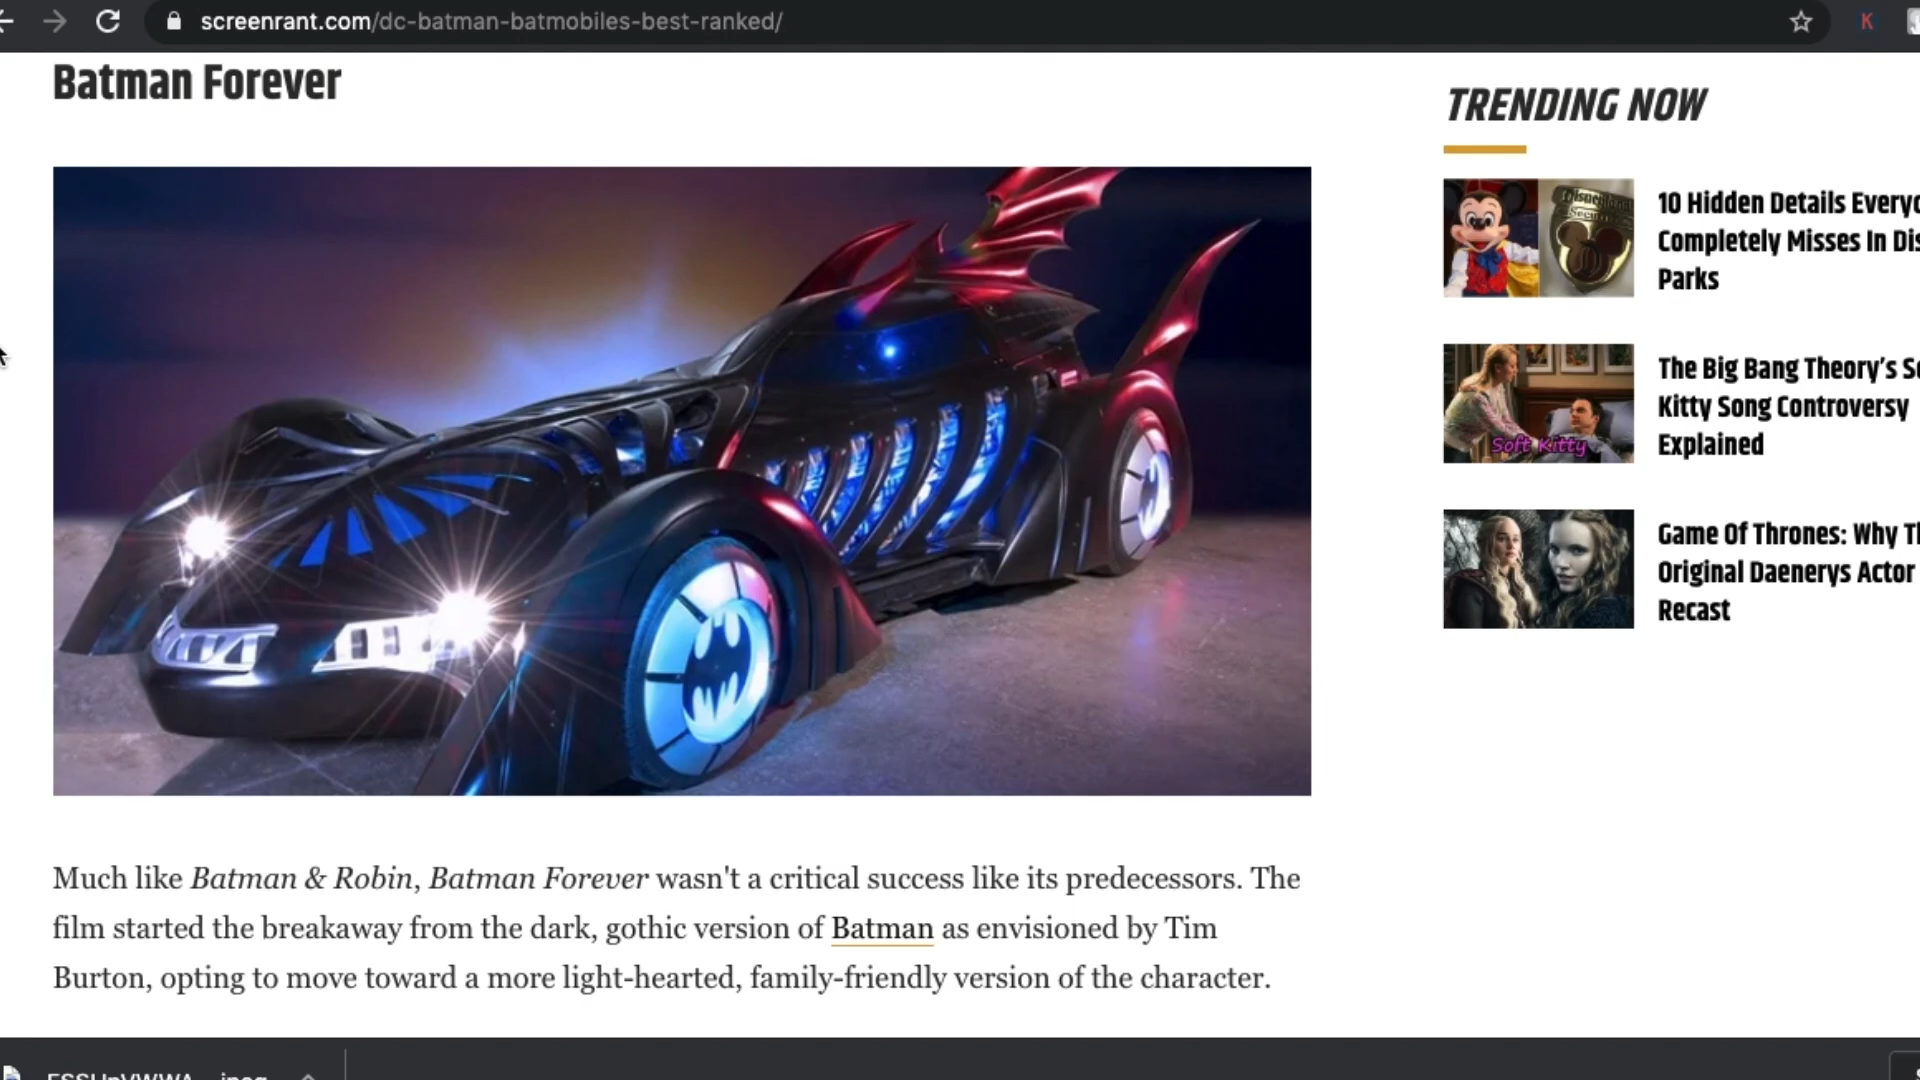 screenrant.com/dc-batman-batmobiles-best-ranked/
K
Batman Forever
Much like Batman & Robin, Batman Forever wasn't a critical success like its predecessors. The
film started the breakaway from the dark, gothic version of Batman as envisioned by Tim
Burton, opting to move toward a more light-hearted, family-friendly version of the character.
TRENDING NOW
10 Hidden Details
Completely Misses In
Parks
Soft Kitty
The Big Bang Theory's
Kitty Song Controversy
Explained
Game Of Thrones: Why
Original Daenerys Actor
Recast